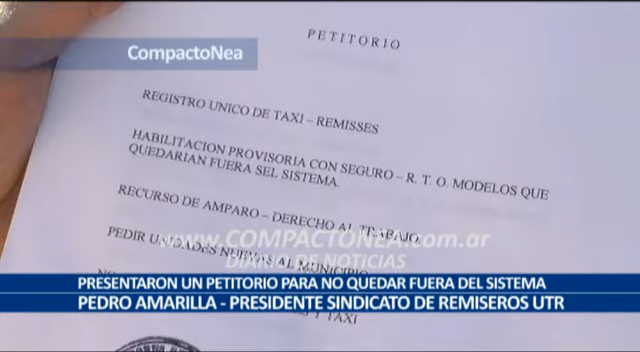 PETITORIO
CompactoNea
REGISTRO UNICO DE TAXI – REMISSES
HABILITACION PROVISORIA CON SEGURO – R. T. O. MODELOS QUE
QUEDARIAN FUERA SEL SISTEMA.
RECURSO DE AMPARO – DERECHO AL TRABAJO
www.COMPACTONEA.com.ar
PEDIR UNIDADES NUEVAS AL MUNICIPIO
DIARIO DE NOTICIAS
PRESENTARON UN PETITORIO PARA NO QUEDAR FUERA DEL SISTEMA
PEDRO AMARILLA - PRESIDENTE SINDICATO DE REMISEROS UTR
Y TAXI